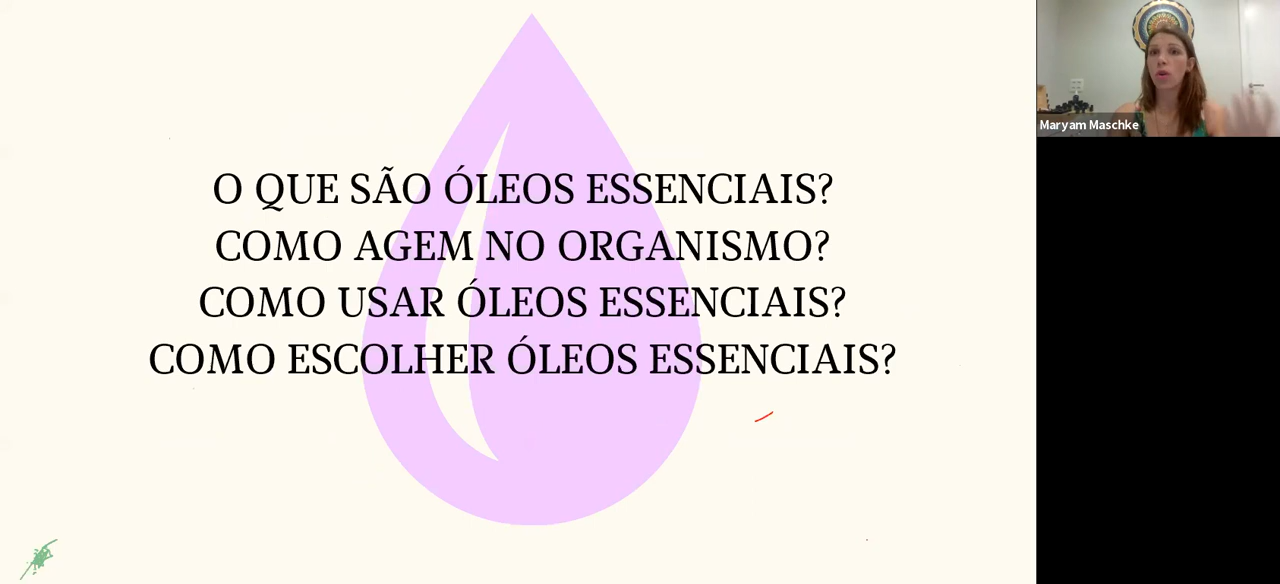 O QUE SÃO ÓLEOS ESSENCIAIS?
COMO AGEM NO ORGANISMO?
COMO USAR ÓLEOS ESSENCIAIS?
COMO ESCOLHER ÓLEOS ESSENCIAIS?
Maryam Maschke